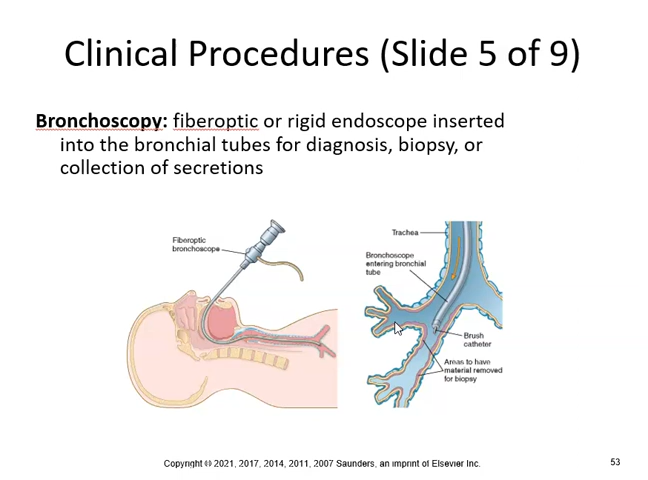 Clinical Procedures (Slide 5 of 9)
Bronchoscopy: fiberoptic or rigid endoscope inserted
into the bronchial tubes for diagnosis, biopsy, or
collection of secretions
Fiberoptic
bronchoscope
Trachea
Bronchoscope
entering bronchial
tube
Brush
catheter
Areas to have
material removed
for biopsy
Copyright © 2021, 2017, 2014, 2011, 2007 Saunders, an imprint of Elsevier Inc.
53